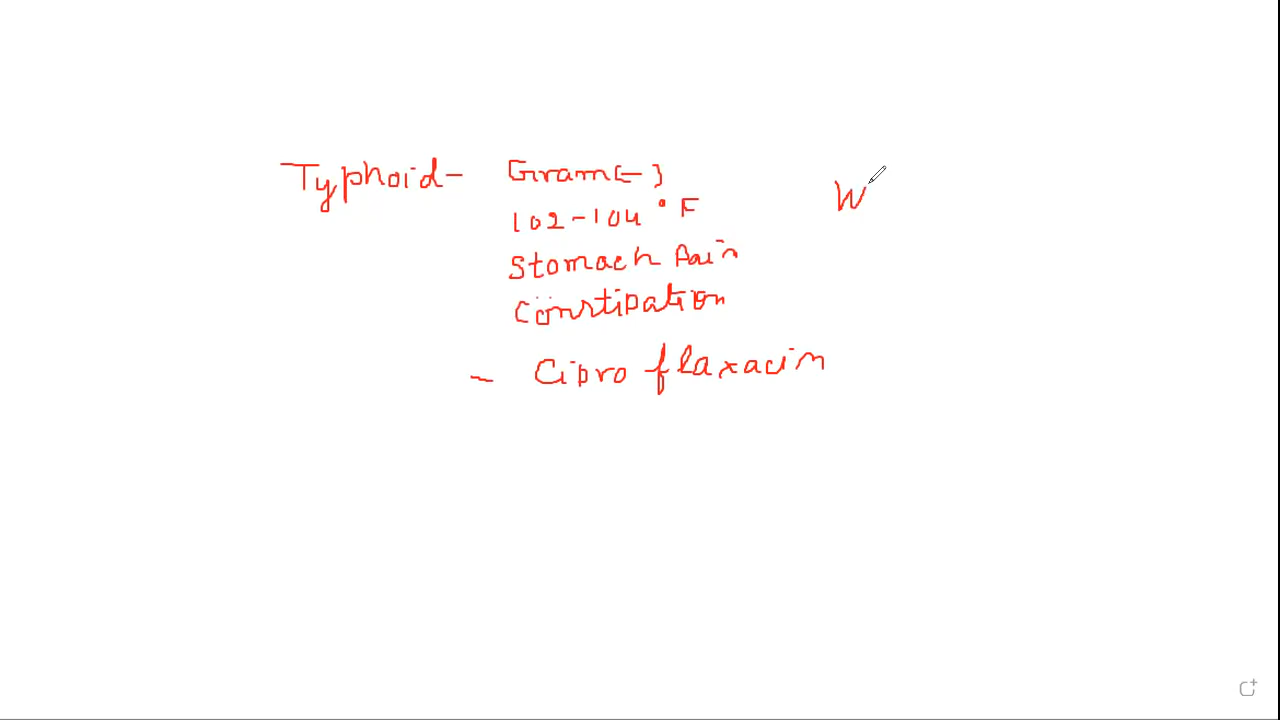 Typhoid - Gram(-)
102-104°F
Stomach Pain
Constipation
- Ciproflaxacin
W